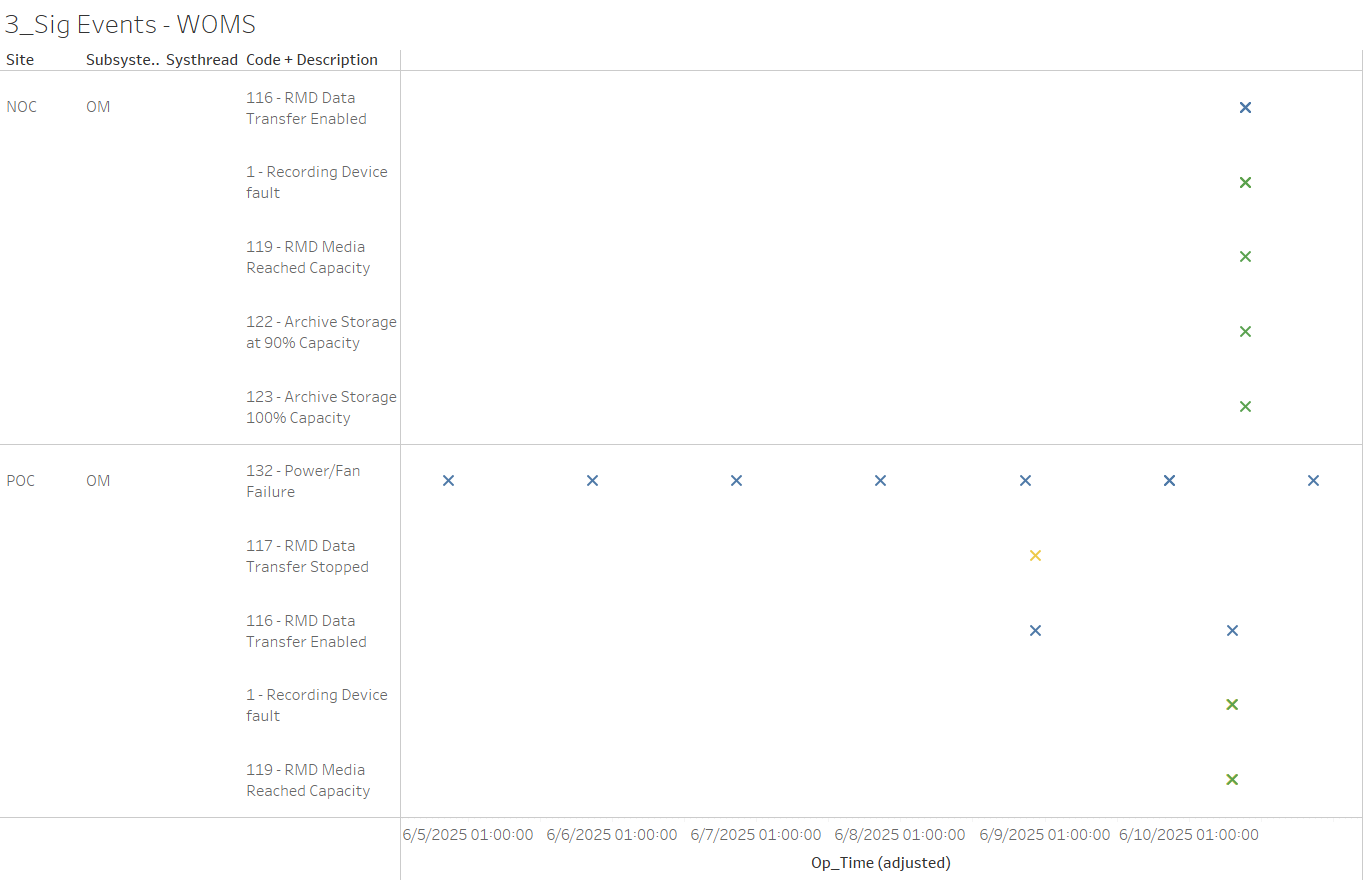 3_Sig Events - WOMS
Site Subsyste.. Systhread Code + Description
NOC OM 116 - RMD Data
Transfer Enabled
1 - Recording Device
fault
119 - RMD Media
Reached Capacity
122 - Archive Storage
at 90% Capacity
123 - Archive Storage
100% Capacity
POC OM 132 - Power/Fan
Failure
117 - RMD Data
Transfer Stopped
116 - RMD Data
Transfer Enabled
1 - Recording Device
fault
119 - RMD Media
Reached Capacity
6/5/2025 01:00:00 6/6/2025 01:00:00 6/7/2025 01:00:00 6/8/2025 01:00:00 6/9/2025 01:00:00 6/10/2025 01:00:00
Op_Time (adjusted)